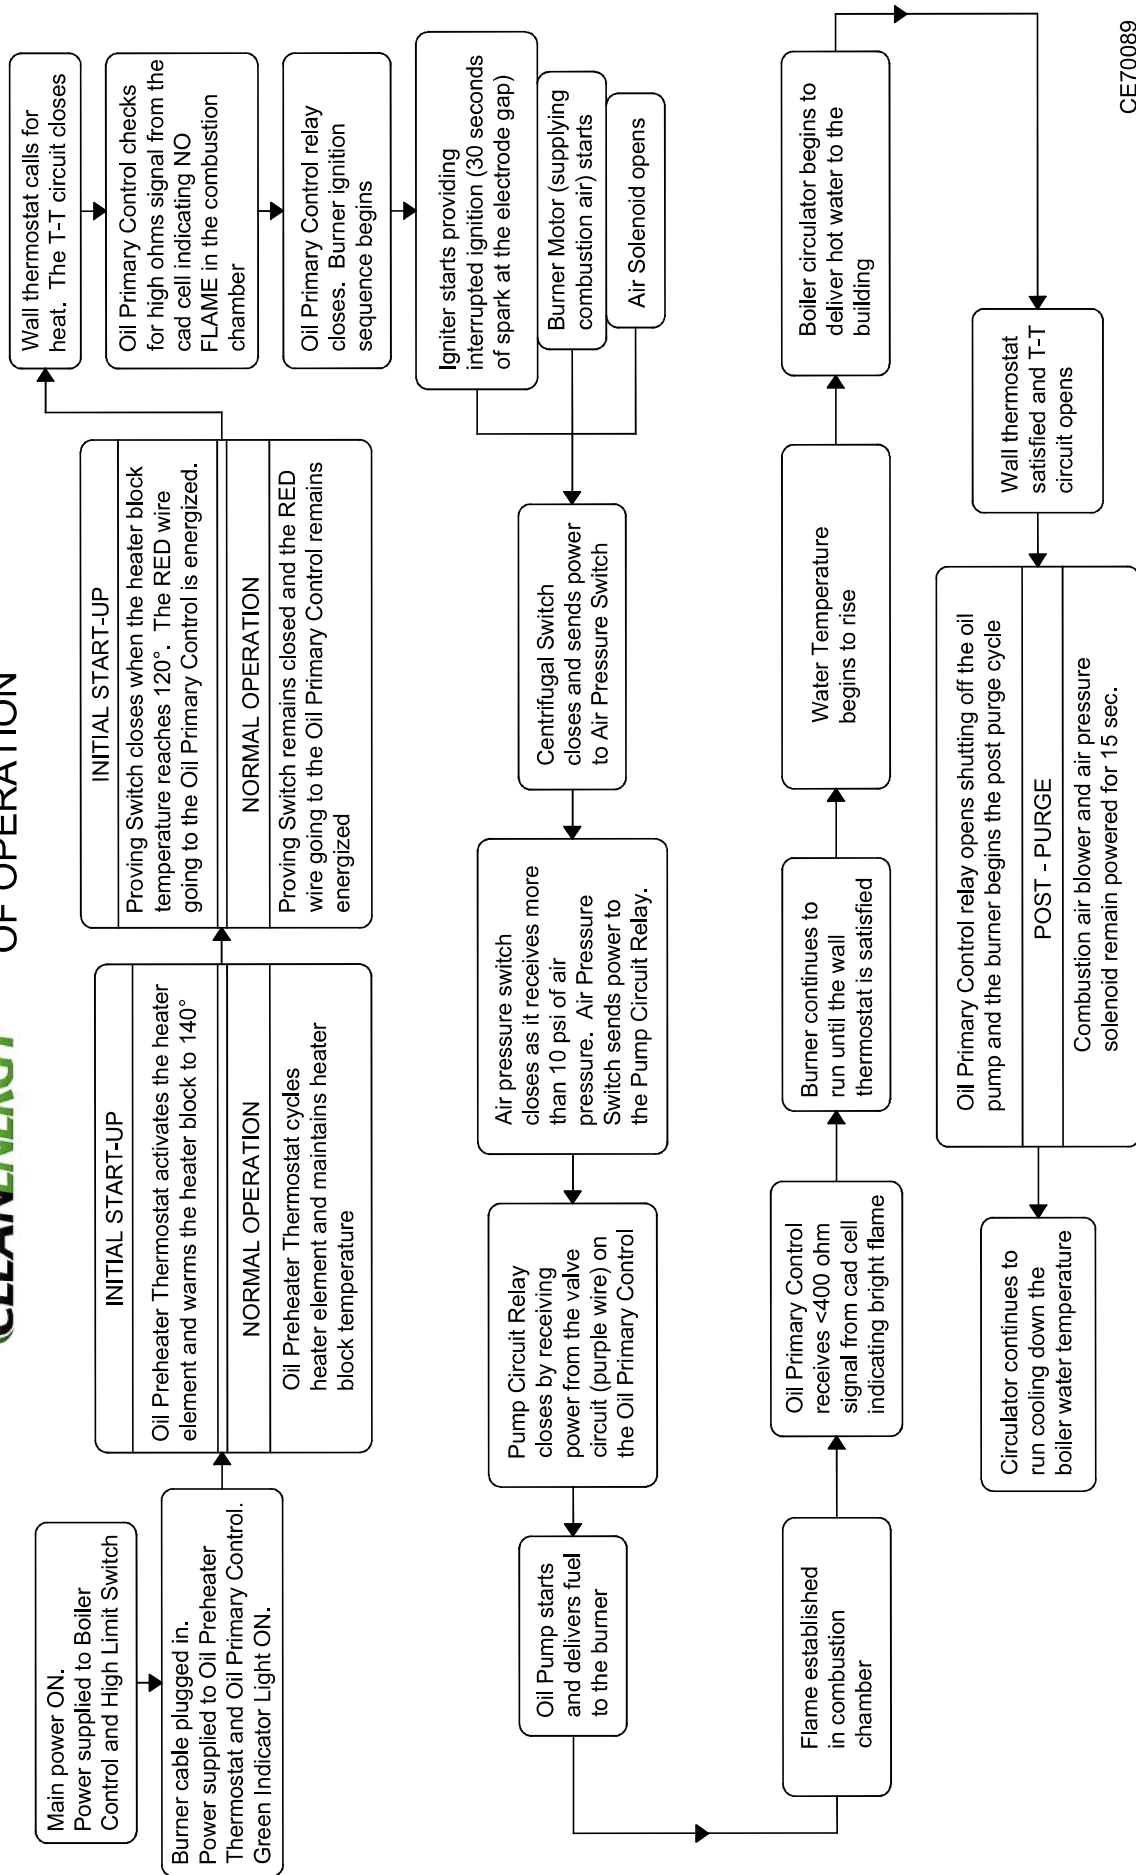 CLEANENERGY
OF OPERATION
Main power ON.
Power supplied to Boiler
Control and High Limit Switch
Burner cable plugged in.
Power supplied to Oil Preheater
Thermostat and Oil Primary Control.
Green Indicator Light ON.
INITIAL START-UP
Oil Preheater Thermostat activates the heater
element and warms the heater block to 140°
NORMAL OPERATION
Oil Preheater Thermostat cycles
heater element and maintains heater
block temperature
INITIAL START-UP
Proving Switch closes when the heater block
temperature reaches 120°. The RED wire
going to the Oil Primary Control is energized.
NORMAL OPERATION
Proving Switch remains closed and the RED
wire going to the Oil Primary Control remains
energized
Wall thermostat calls for
heat. The T-T circuit closes
Oil Primary Control checks
for high ohms signal from the
cad cell indicating NO
FLAME in the combustion
chamber
Oil Primary Control relay
closes. Burner ignition
sequence begins
Igniter starts providing
interrupted ignition (30 seconds
of spark at the electrode gap)
Burner Motor (supplying
combustion air) starts
Air Solenoid opens
Centrifugal Switch
closes and sends power
to Air Pressure Switch
Air pressure switch
closes as it receives more
than 10 psi of air
pressure. Air Pressure
Switch sends power to
the Pump Circuit Relay.
Pump Circuit Relay
closes by receiving
power from the valve
circuit (purple wire) on
the Oil Primary Control
Oil Pump starts
and delivers fuel
to the burner
Flame established
in combustion
chamber
Oil Primary Control
receives <400 ohm
signal from cad cell
indicating bright flame
Burner continues to
run until the wall
thermostat is satisfied
Water Temperature
begins to rise
Boiler circulator begins to
deliver hot water to the
building
Wall thermostat
satisfied and T-T
circuit opens
Oil Primary Control relay opens shutting off the oil
pump and the burner begins the post purge cycle
POST - PURGE
Combustion air blower and air pressure
solenoid remain powered for 15 sec.
Circulator continues to
run cooling down the
boiler water temperature
CE70089